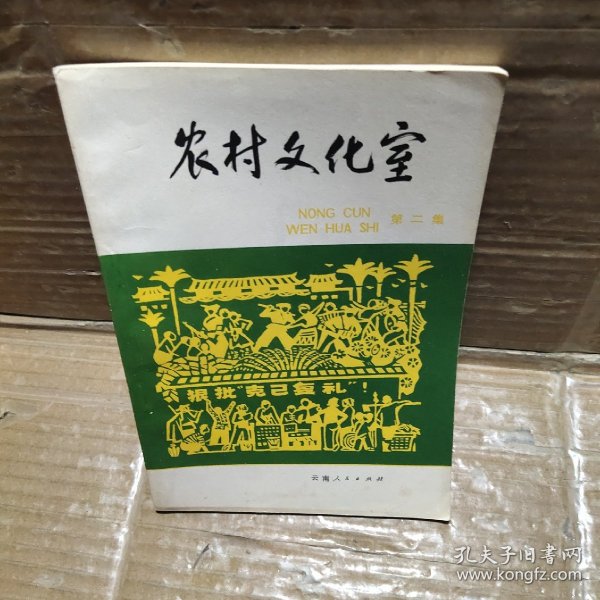 农村文化室
NONG CUN
WEN HUA SHI
第二集
狠批“克己复礼”！
云南人民出版社
孔夫子旧書网
www.kongfz.com